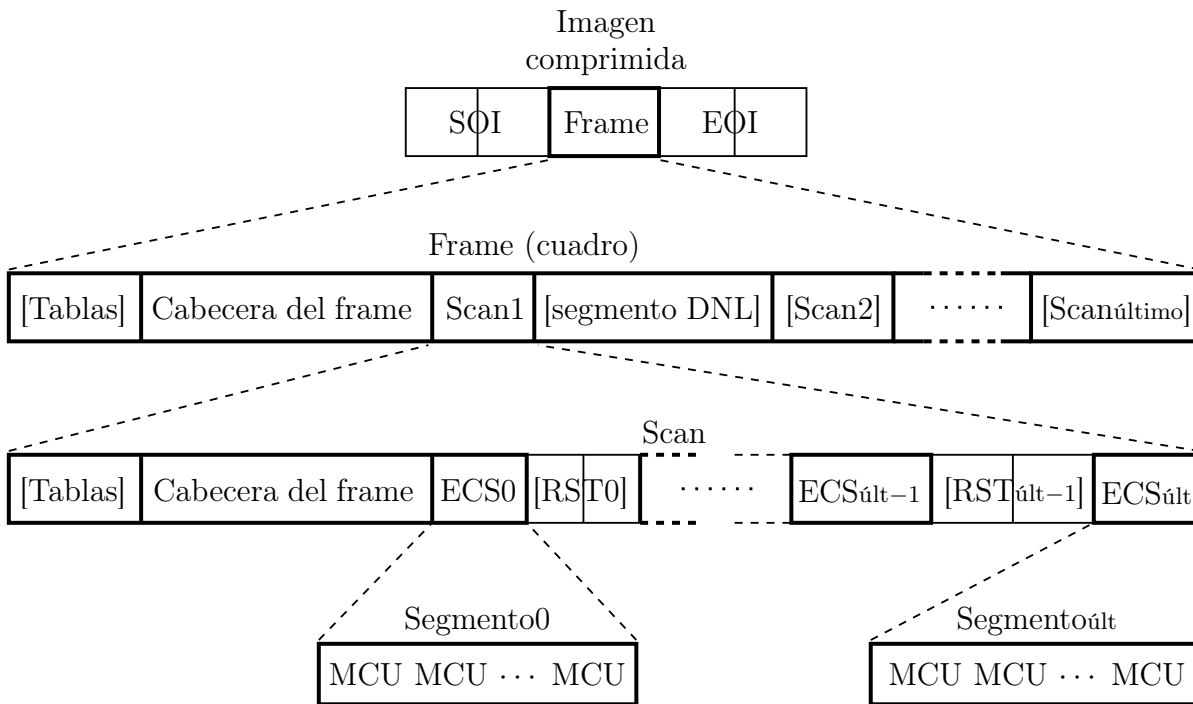 Imagen
comprimida
SOI Frame EOI
Frame (cuadro)
[Tablas] Cabecera del frame Scan1 [segmento DNL] [Scan2] ······ [Scanúltimo]
Scan
[Tablas] Cabecera del frame ECS0 [RST0] ······ ECSúlt−1 [RSTúlt−1] ECSúlt
Segmento0 Segmentoúlt
MCU MCU ··· MCU MCU MCU ··· MCU